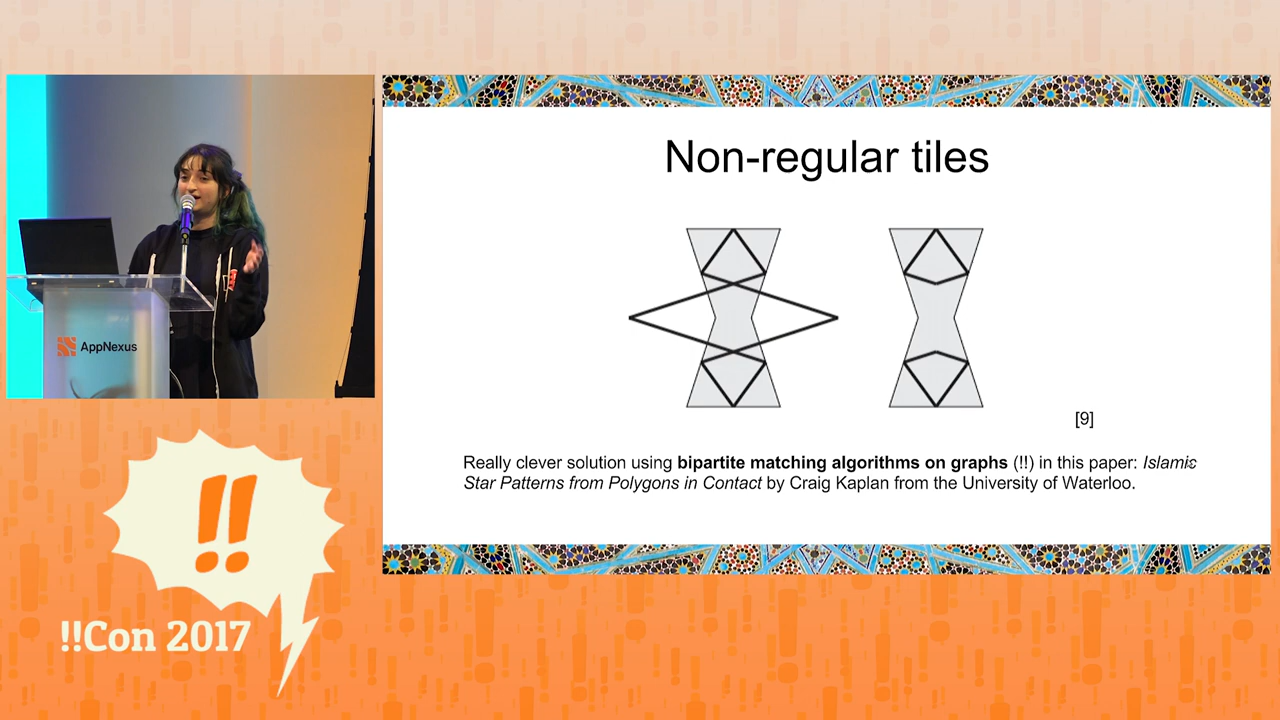 Non-regular tiles
[9]
Really clever solution using bipartite matching algorithms on graphs (!!) in this paper: Islamic
Star Patterns from Polygons in Contact by Craig Kaplan from the University of Waterloo.
AppNexus
!!
!!Con 2017